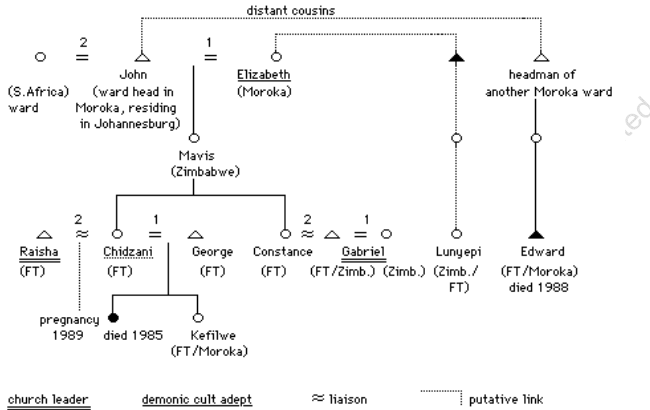 distant cousins
2
1
John
(ward head in
Moroka, residing
in Johannesburg)
Elizabeth
(Moroka)
headman of
another Moroka ward
(S.Africa)
ward
Mavis
(Zimbabwe)
2
1
2
1
Raisha
(FT)
Chidzani
(FT)
George
(FT)
Constance
(FT)
Gabriel
(FT/Zimb.)
(Zimb.)
Lunyepi
(Zimb./
FT)
Edward
(FT/Moroka)
died 1988
pregnancy
1989
died 1985
Kefilwe
(FT/Moroka)
church leader
demonic cult adept
≈ liaison
putative link